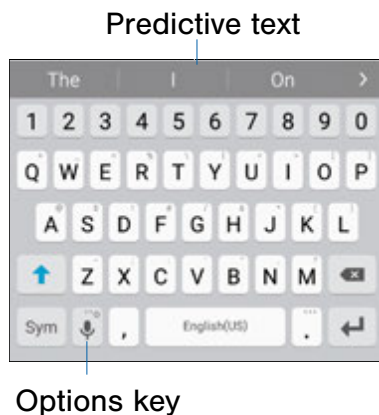 Predictive text
The I On >
1 2 3 4 5 6 7 8 9 0
Q W E R T Y U I O P
A S D F G H J K L
Z X C V B N M
Sym , English(US) .
Options key